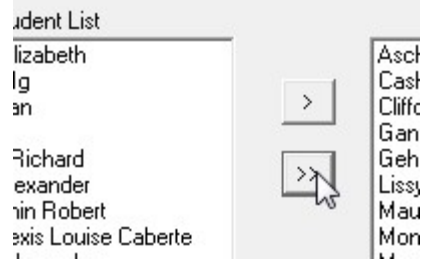 udent List
lizabeth
lg
an
Richard
exander
nin Robert
exis Louise Caberte
>
>>
Asch
Cash
Cliffo
Gan
Geh
Lissy
Mau
Mon